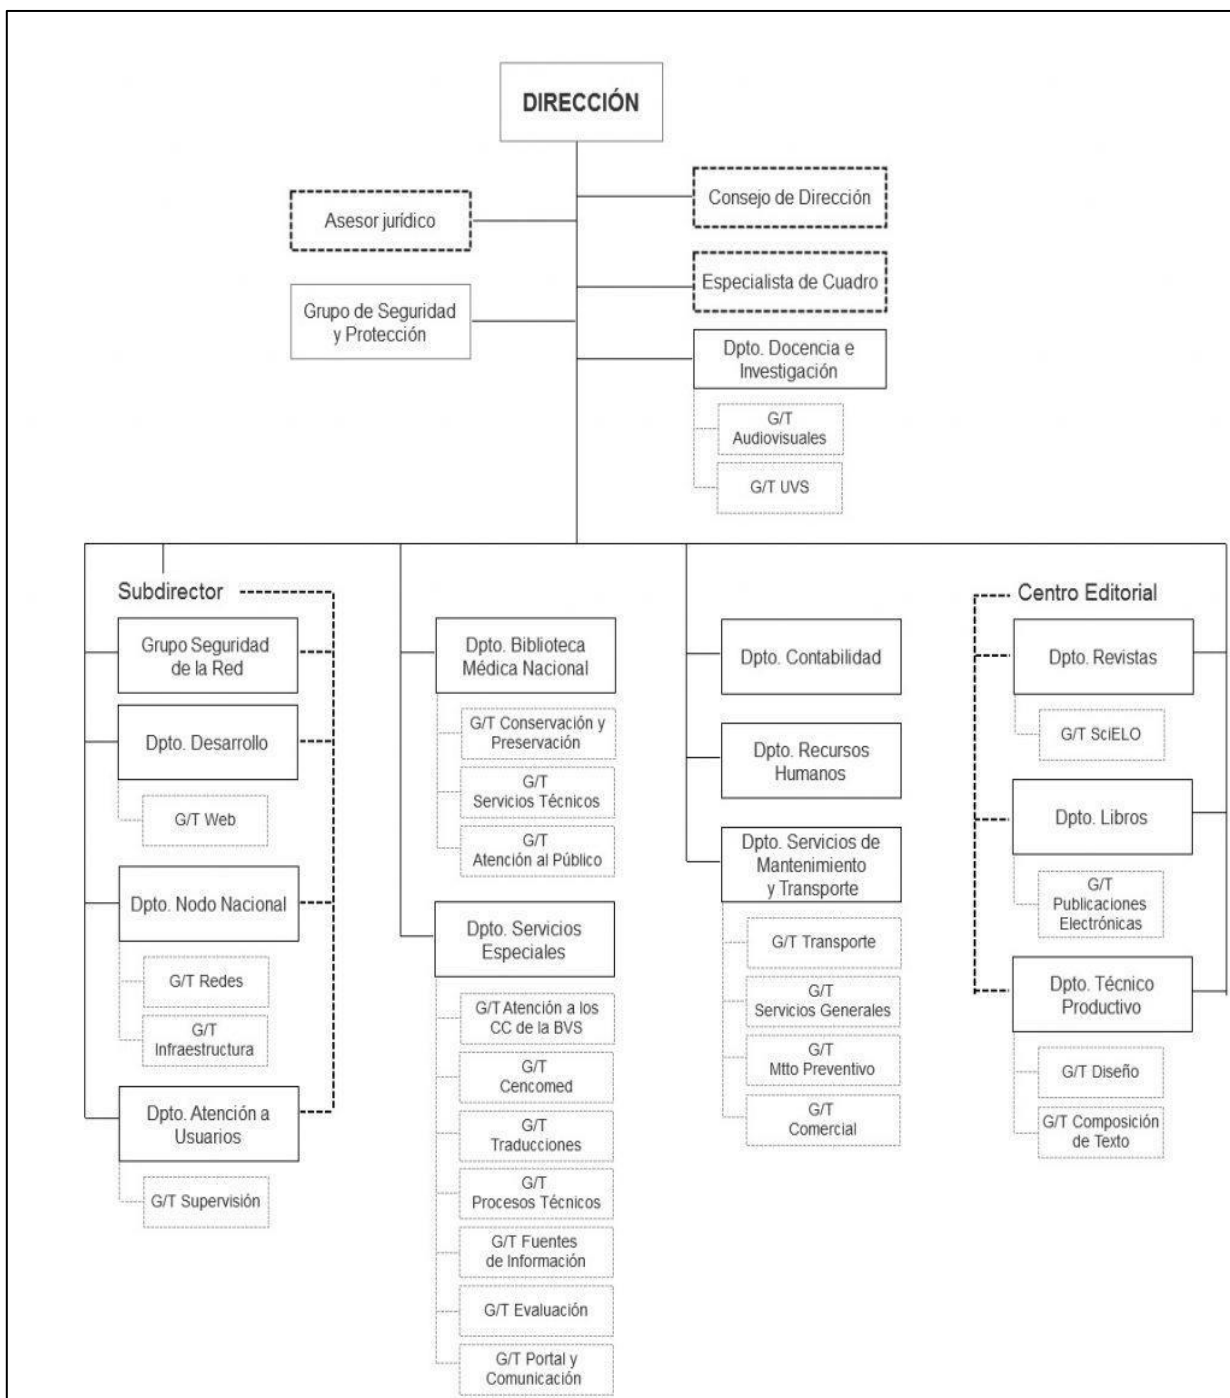 DIRECCIÓN
Consejo de Dirección
Asesor jurídico
Especialista de Cuadro
Grupo de Seguridad
y Protección
Dpto. Docencia e
Investigación
G/T
Audiovisuales
G/T UVS
Subdirector
Grupo Seguridad
de la Red
Dpto. Desarrollo
G/T Web
Dpto. Nodo Nacional
G/T Redes
G/T
Infraestructura
Dpto. Atención a
Usuarios
G/T Supervisión
Dpto. Biblioteca
Médica Nacional
G/T Conservación y
Preservación
G/T
Servicios Técnicos
G/T
Atención al Público
Dpto. Servicios
Especiales
G/T Atención a los
CC de la BVS
G/T
Cencomed
G/T
Traducciones
G/T
Procesos Técnicos
G/T Fuentes
de Información
G/T Evaluación
G/T Portal y
Comunicación
Dpto. Contabilidad
Dpto. Recursos
Humanos
Dpto. Servicios de
Mantenimiento
y Transporte
G/T Transporte
G/T
Servicios Generales
G/T
Mtto Preventivo
G/T
Comercial
Centro Editorial
Dpto. Revistas
G/T SciELO
Dpto. Libros
G/T
Publicaciones
Electrónicas
Dpto. Técnico
Productivo
G/T Diseño
G/T Composición
de Texto